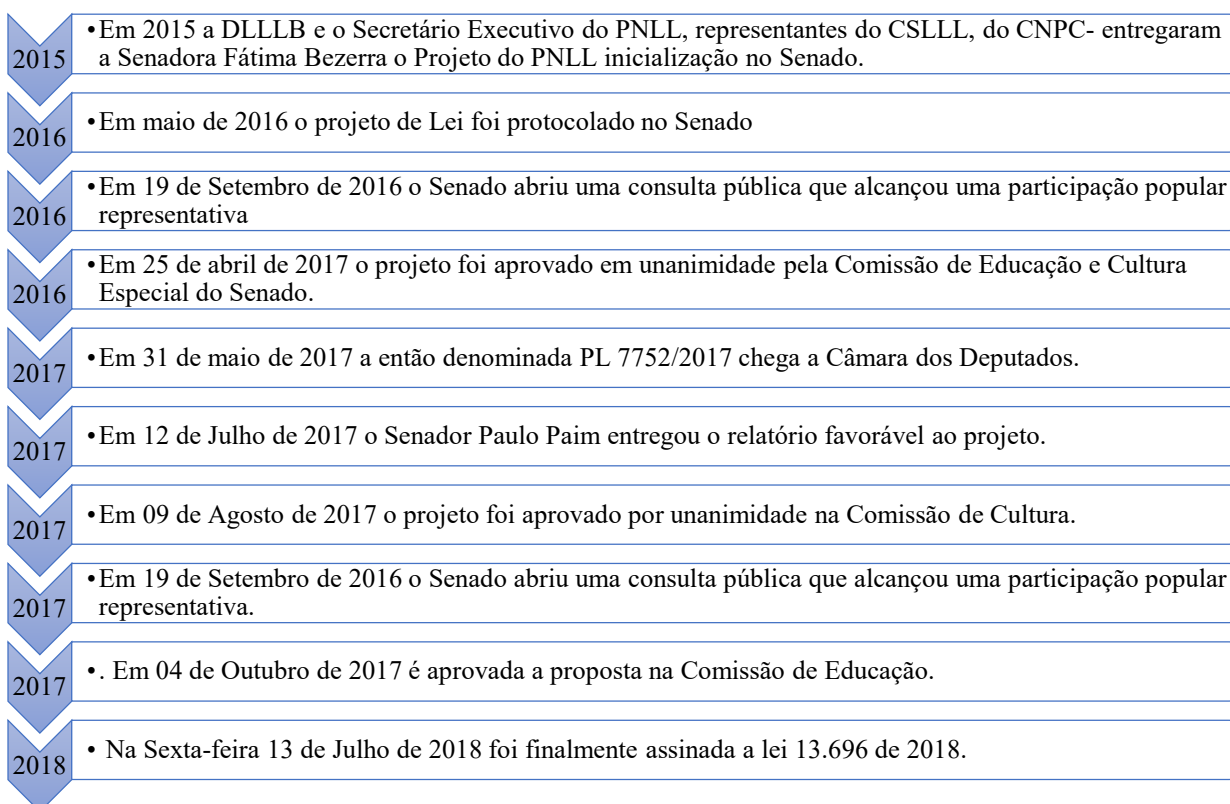 2015
•Em 2015 a DLLLB e o Secretário Executivo do PNLL, representantes do CSLLL, do CNPC- entregaram
a Senadora Fátima Bezerra o Projeto do PNLL inicialização no Senado.
2016
•Em maio de 2016 o projeto de Lei foi protocolado no Senado
2016
•Em 19 de Setembro de 2016 o Senado abriu uma consulta pública que alcançou uma participação popular
representativa
2016
•Em 25 de abril de 2017 o projeto foi aprovado em unanimidade pela Comissão de Educação e Cultura
Especial do Senado.
2017
•Em 31 de maio de 2017 a então denominada PL 7752/2017 chega a Câmara dos Deputados.
2017
•Em 12 de Julho de 2017 o Senador Paulo Paim entregou o relatório favorável ao projeto.
2017
•Em 09 de Agosto de 2017 o projeto foi aprovado por unanimidade na Comissão de Cultura.
2017
•Em 19 de Setembro de 2016 o Senado abriu uma consulta pública que alcançou uma participação popular
representativa.
2017
•. Em 04 de Outubro de 2017 é aprovada a proposta na Comissão de Educação.
2018
• Na Sexta-feira 13 de Julho de 2018 foi finalmente assinada a lei 13.696 de 2018.